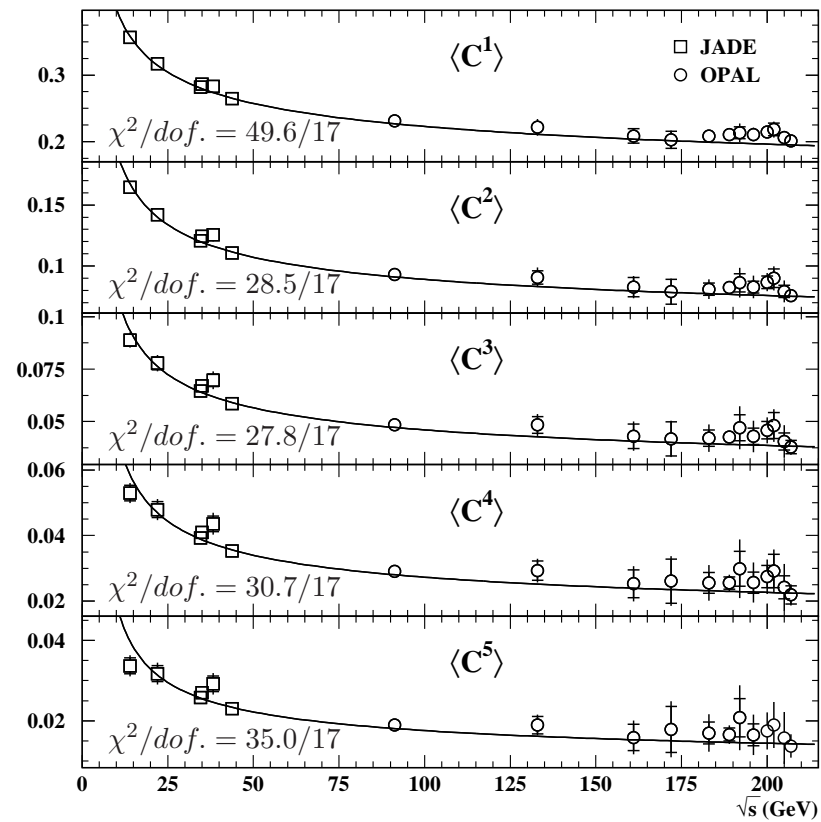 ⟨C¹⟩
JADE
OPAL
0.3
0.2
χ²/dof. = 49.6/17
⟨C²⟩
0.15
0.1
χ²/dof. = 28.5/17
0.1
⟨C³⟩
0.075
0.05
χ²/dof. = 27.8/17
0.06
⟨C⁴⟩
0.04
0.02
χ²/dof. = 30.7/17
0.04
⟨C⁵⟩
0.02
χ²/dof. = 35.0/17
0 25 50 75 100 125 150 175 200
√s (GeV)